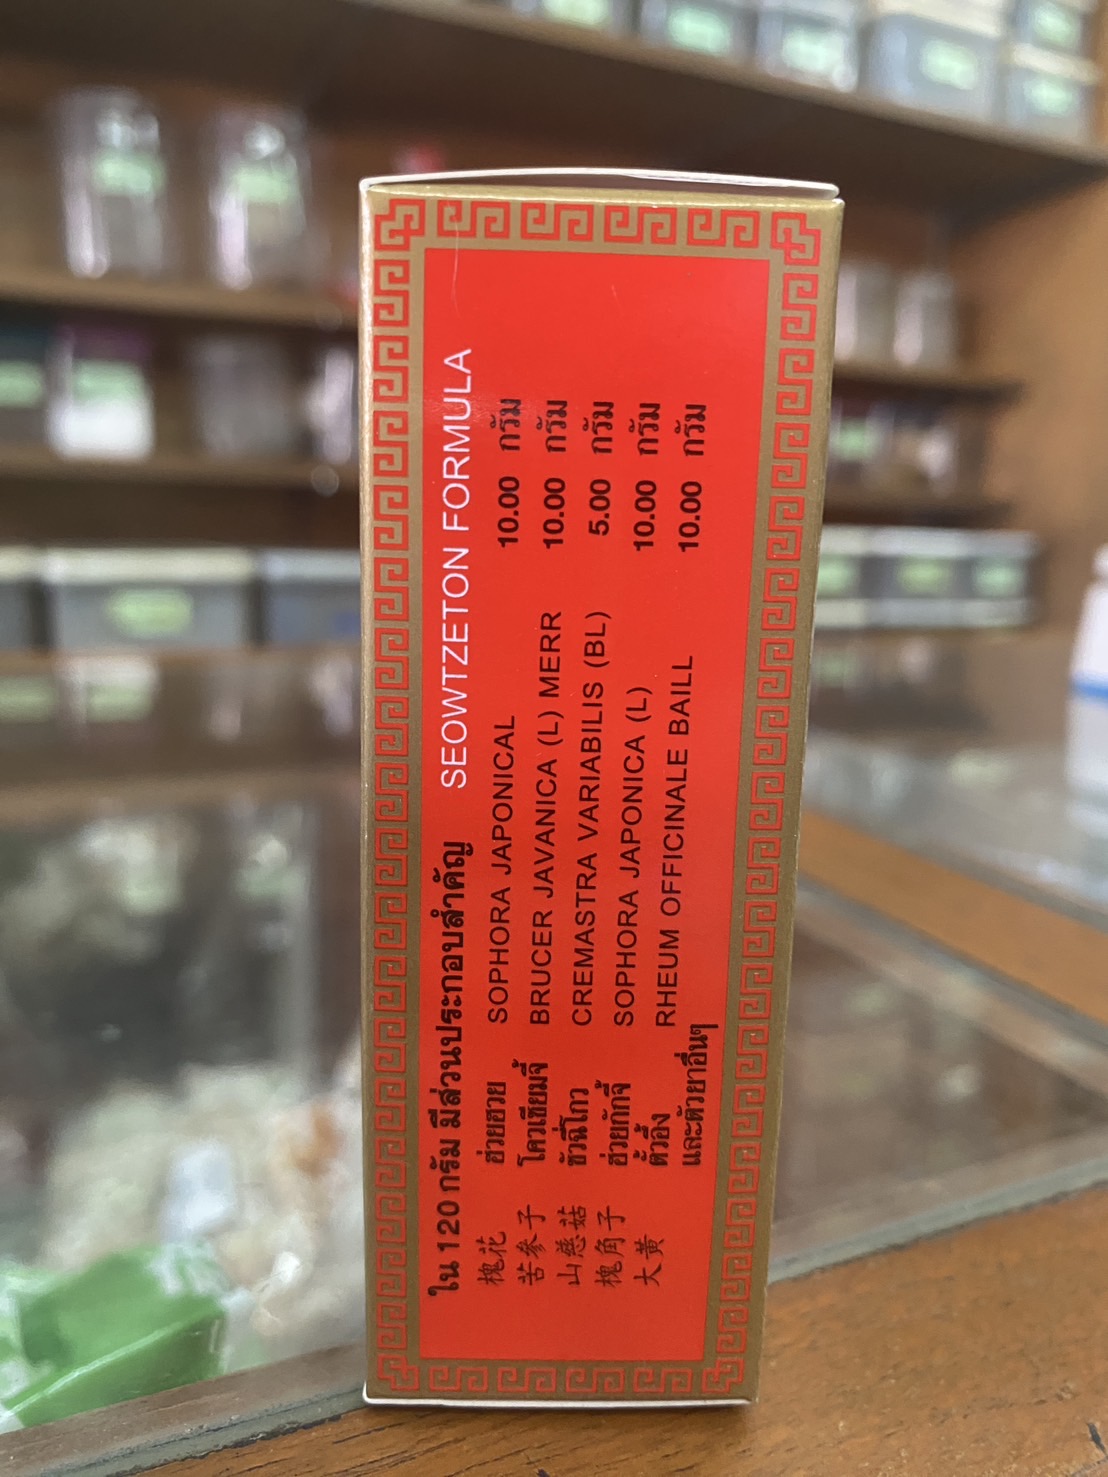 ใน 120 กรัม มีส่วนประกอบสำคัญ SEOWTZETON FORMULA
槐花 ฮ่วยฮวย SOPHORA JAPONICAL 10.00 กรัม
苦參子 โควเซียมจี้ BRUCER JAVANICA (L) MERR 10.00 กรัม
山慈菇 ซัวฉี่โกว CREMASTRA VARIABILIS (BL) 5.00 กรัม
槐角子 ฮ่วยกักจี้ SOPHORA JAPONICA (L) 10.00 กรัม
大黃 ตั้วอึ้ง RHEUM OFFICINALE BAILL 10.00 กรัม
และตัวยาอื่นๆ